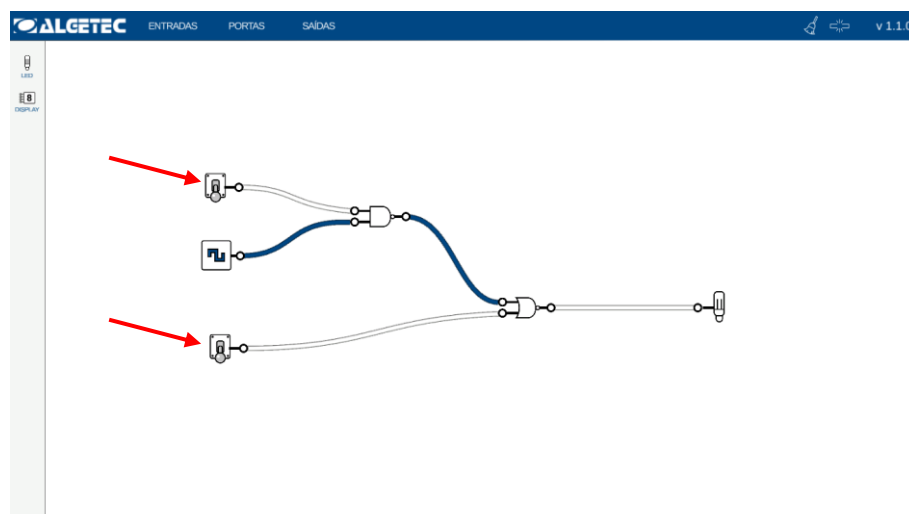 ALGETEC ENTRADAS PORTAS SAÍDAS v 1.1.0
LED
8
DISPLAY